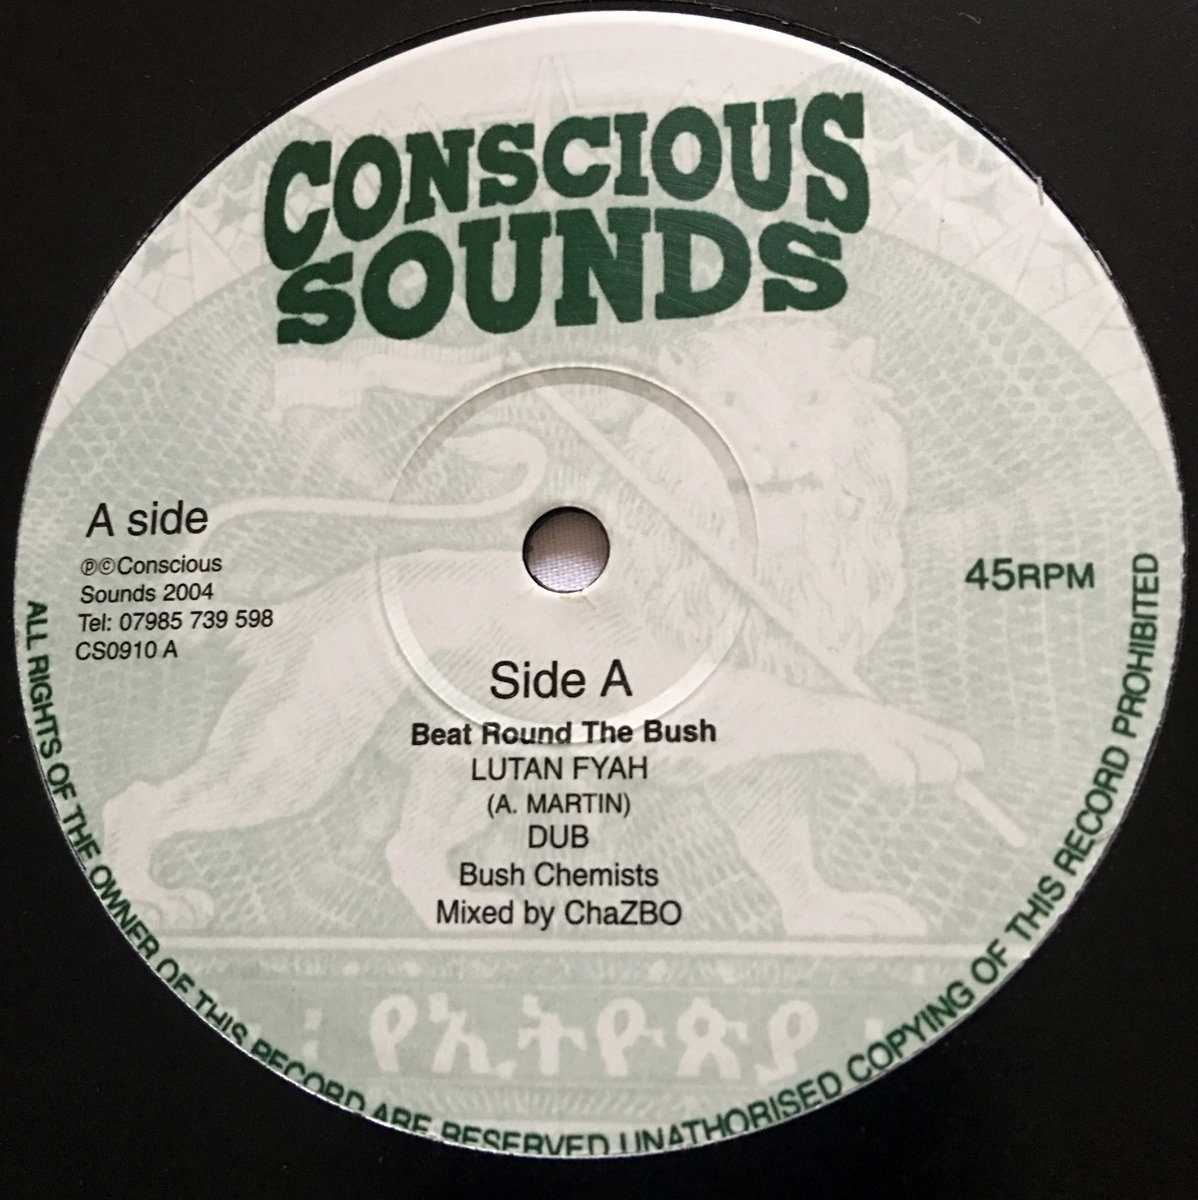 CONSCIOUS
SOUNDS
A side
℗©Conscious
Sounds 2004
Tel: 07985 739 598
CS0910 A
45RPM
Side A
Beat Round The Bush
LUTAN FYAH
(A. MARTIN)
DUB
Bush Chemists
Mixed by ChaZBO
የኢትዮጵያ
ALL RIGHTS OF THE OWNER OF THIS RECORD ARE RESERVED UNATHORISED COPYING OF THIS RECORD PROHIBITED